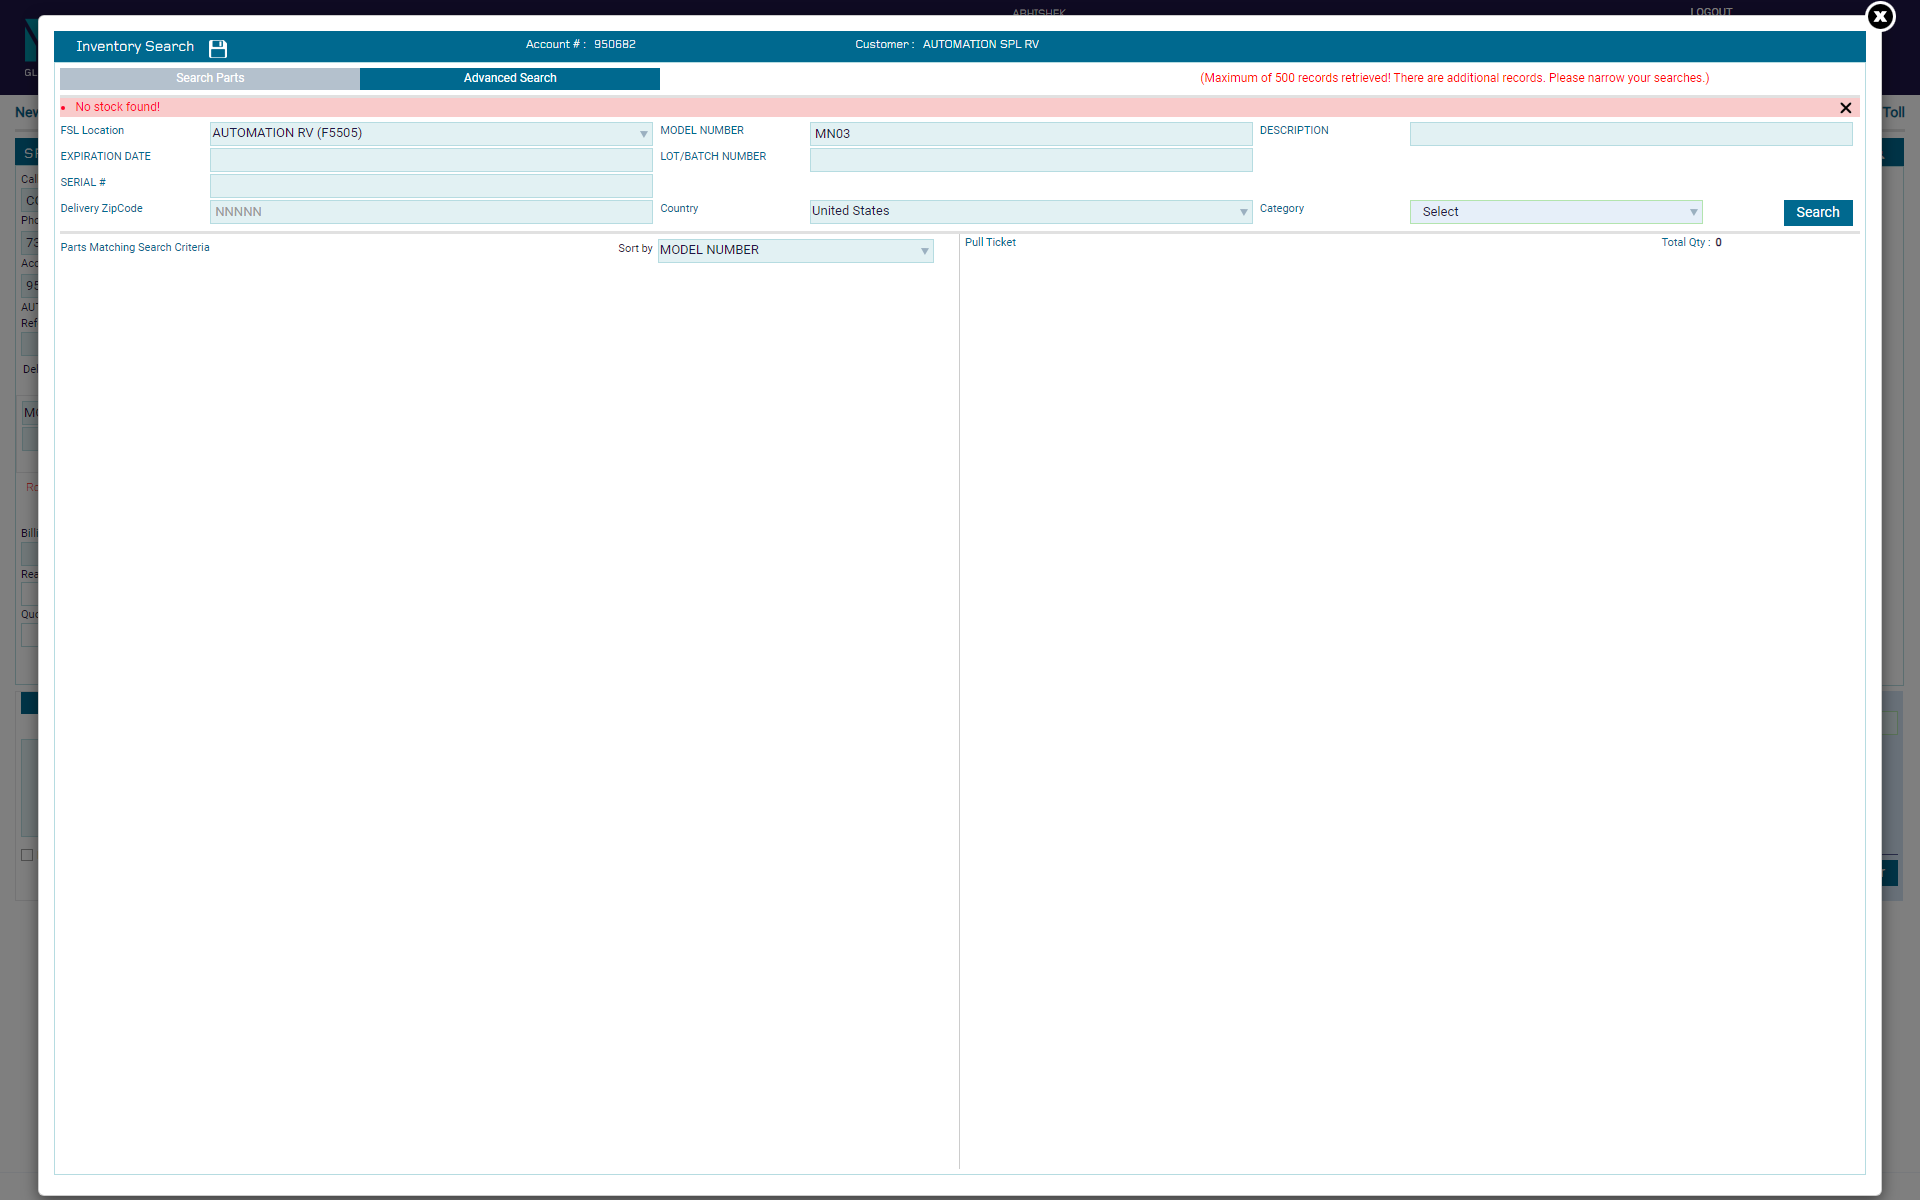 ABHISHEK
LOGOUT
Inventory Search
Account # : 950682
Customer : AUTOMATION SPL RV
Search Parts
Advanced Search
(Maximum of 500 records retrieved! There are additional records. Please narrow your searches.)
No stock found!
FSL Location
AUTOMATION RV (F5505)
MODEL NUMBER
MN03
DESCRIPTION
EXPIRATION DATE
LOT/BATCH NUMBER
SERIAL #
Delivery ZipCode
NNNNN
Country
United States
Category
Select
Search
Parts Matching Search Criteria
Sort by
MODEL NUMBER
Pull Ticket
Total Qty : 0
New
Toll